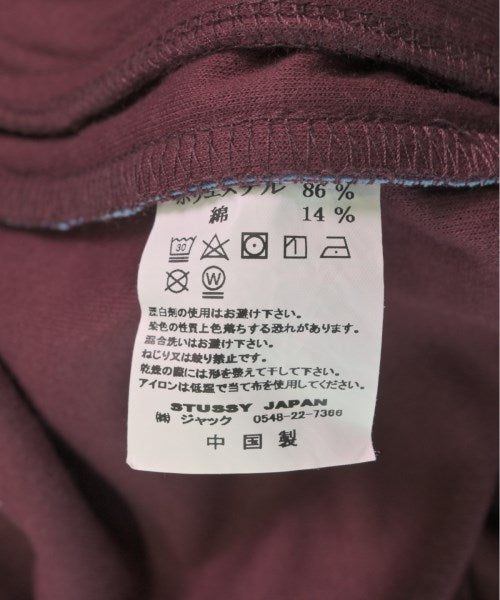 ポリエステル 86 %
綿 14 %
30
W
漂白剤の使用はお避け下さい。
染色の性質上色落ちする恐れがあります。
混合洗いはお避け下さい。
ねじり又は絞り禁止です。
乾燥の際には形を整えて干して下さい。
アイロンは低温で当て布を使用してください。
STUSSY JAPAN
㈱ ジャック 0548-22-7366
中国製